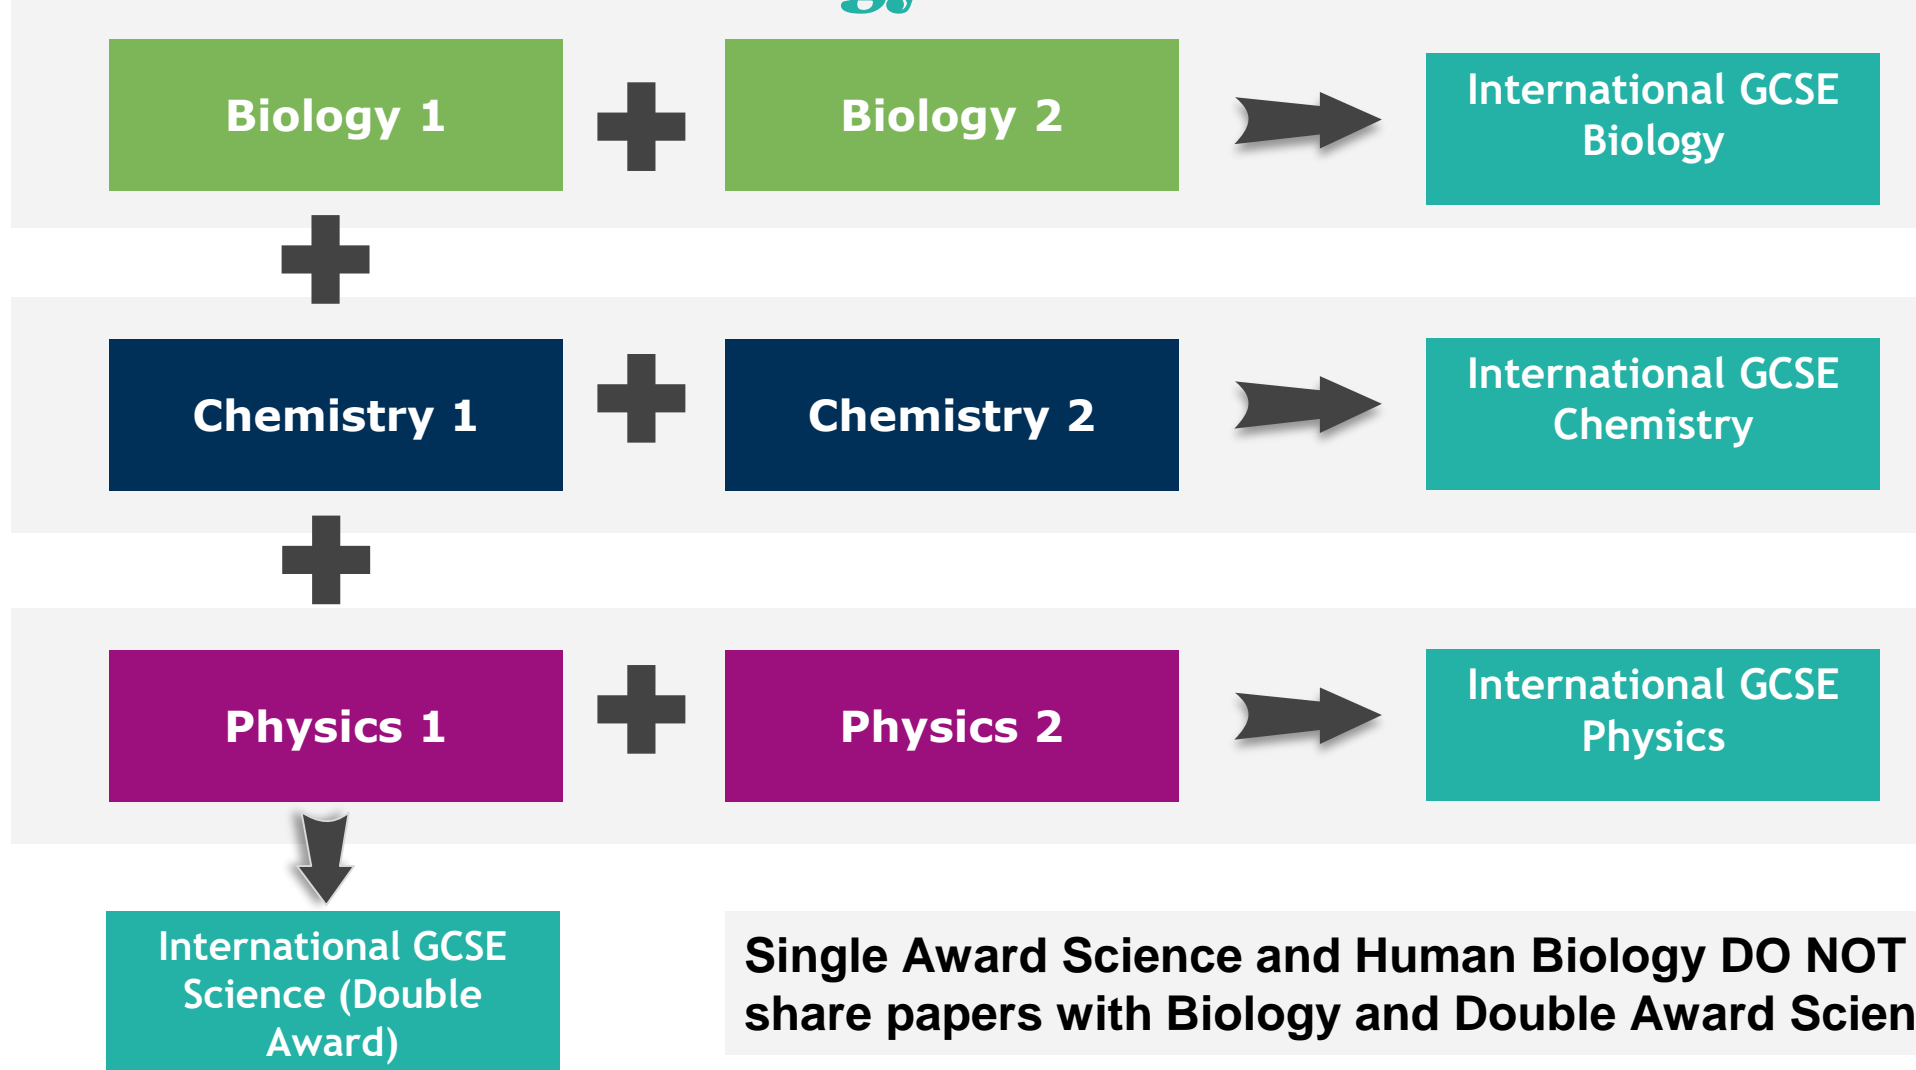 Biology 1
Biology 2
International GCSE
Biology
Chemistry 1
Chemistry 2
International GCSE
Chemistry
Physics 1
Physics 2
International GCSE
Physics
International GCSE
Science (Double
Award)
Single Award Science and Human Biology DO NOT
share papers with Biology and Double Award